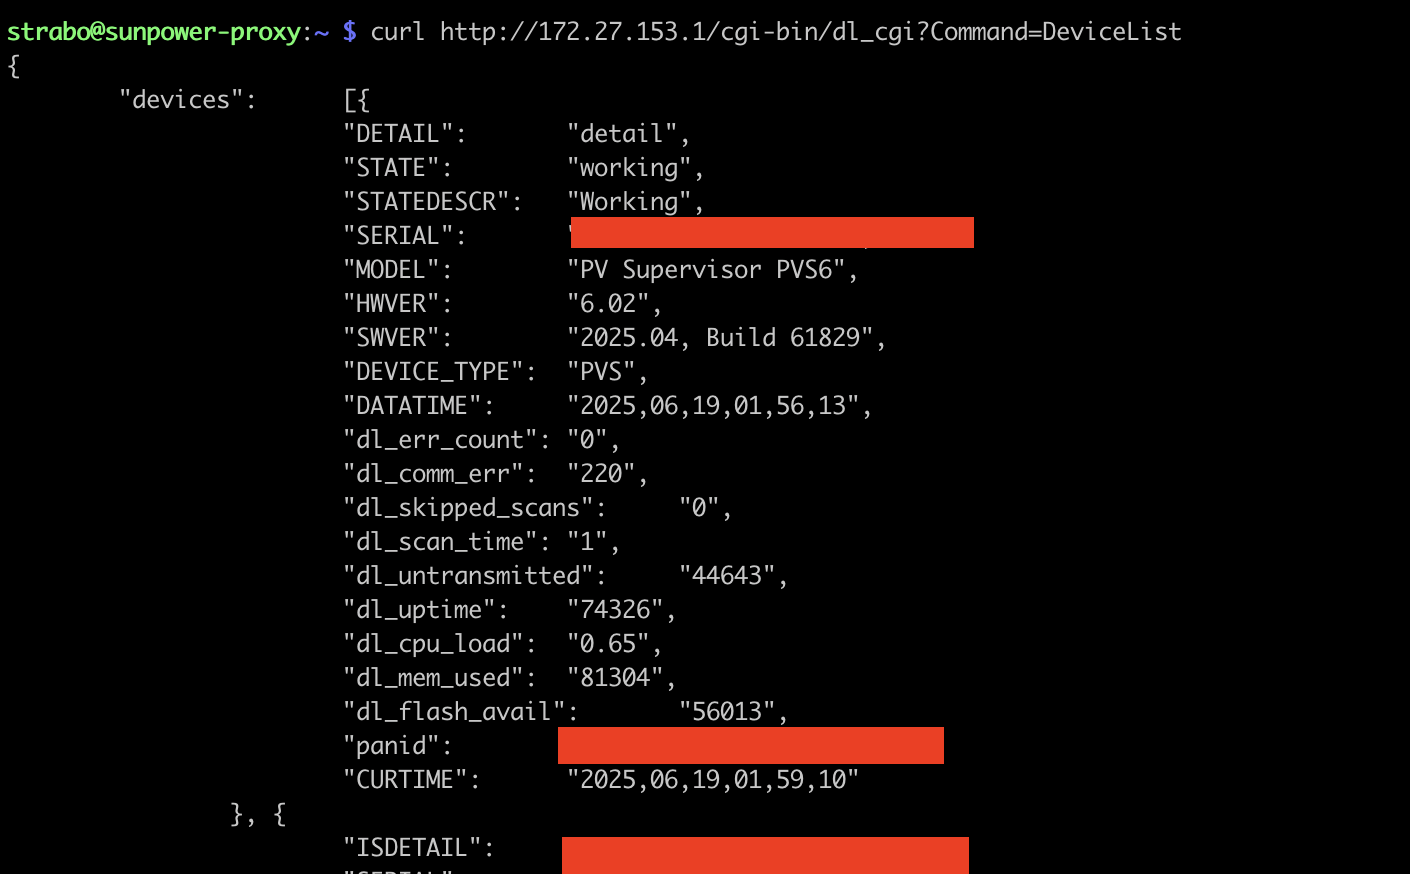 strabo@sunpower-proxy:~ $ curl http://172.27.153.1/cgi-bin/dl_cgi?Command=DeviceList
{
"devices": [{
"DETAIL": "detail",
"STATE": "working",
"STATEDESCR": "Working",
"SERIAL": "
"MODEL": "PV Supervisor PVS6",
"HWVER": "6.02",
"SWVER": "2025.04, Build 61829",
"DEVICE_TYPE": "PVS",
"DATATIME": "2025,06,19,01,56,13",
"dl_err_count": "0",
"dl_comm_err": "220",
"dl_skipped_scans": "0",
"dl_scan_time": "1",
"dl_untransmitted": "44643",
"dl_uptime": "74326",
"dl_cpu_load": "0.65",
"dl_mem_used": "81304",
"dl_flash_avail": "56013",
"panid":
"CURTIME": "2025,06,19,01,59,10"
}, {
"ISDETAIL":